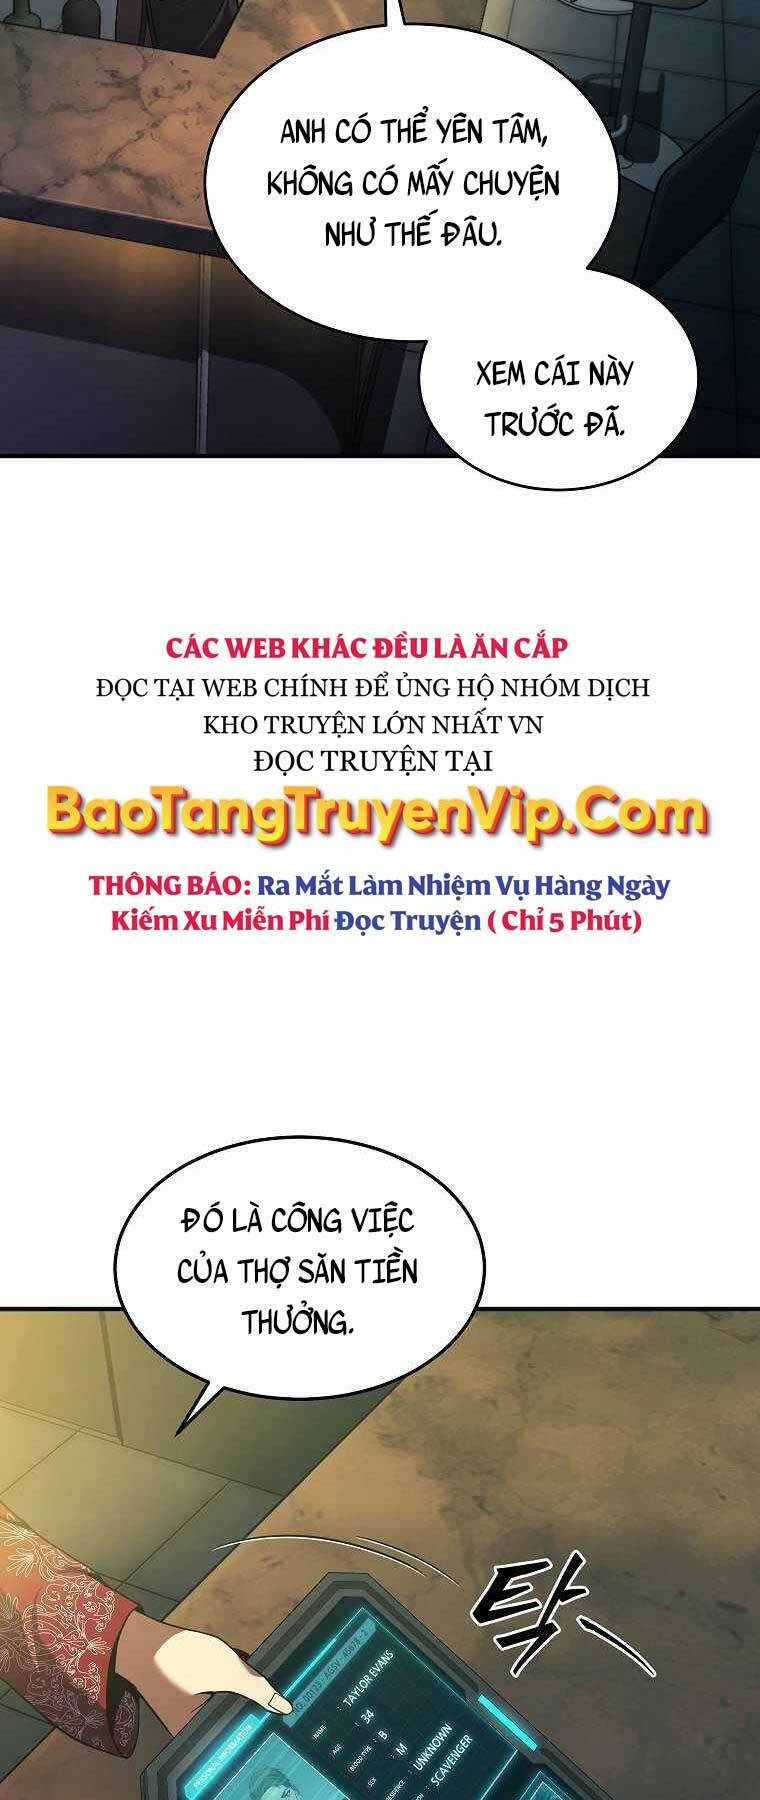 ANH CÓ THỂ YÊN TÂM,
KHÔNG CÓ MẤY CHUYỆN
NHƯ THẾ ĐÂU.
XEM CÁI NÀY
TRƯỚC ĐÃ.
CÁC WEB KHÁC ĐỀU LÀ ĂN CẮP
ĐỌC TẠI WEB CHÍNH ĐỂ ỦNG HỘ NHÓM DỊCH
KHO TRUYỆN LỚN NHẤT VN
ĐỌC TRUYỆN TẠI
BaoTangTruyenVip.Com
THÔNG BÁO: Ra Mắt Làm Nhiệm Vụ Hàng Ngày
Kiếm Xu Miễn Phí Đọc Truyện ( Chỉ 5 Phút)
ĐÓ LÀ CÔNG VIỆC
CỦA THỢ SĂN TIỀN
THƯỞNG.
탁
PERSONAL INFORMATION
NAME : TAYLOR EVANS
AGE : 34
BLOOD TYPE : B
SEX : M
: UNKNOWN
: SCAVENGER